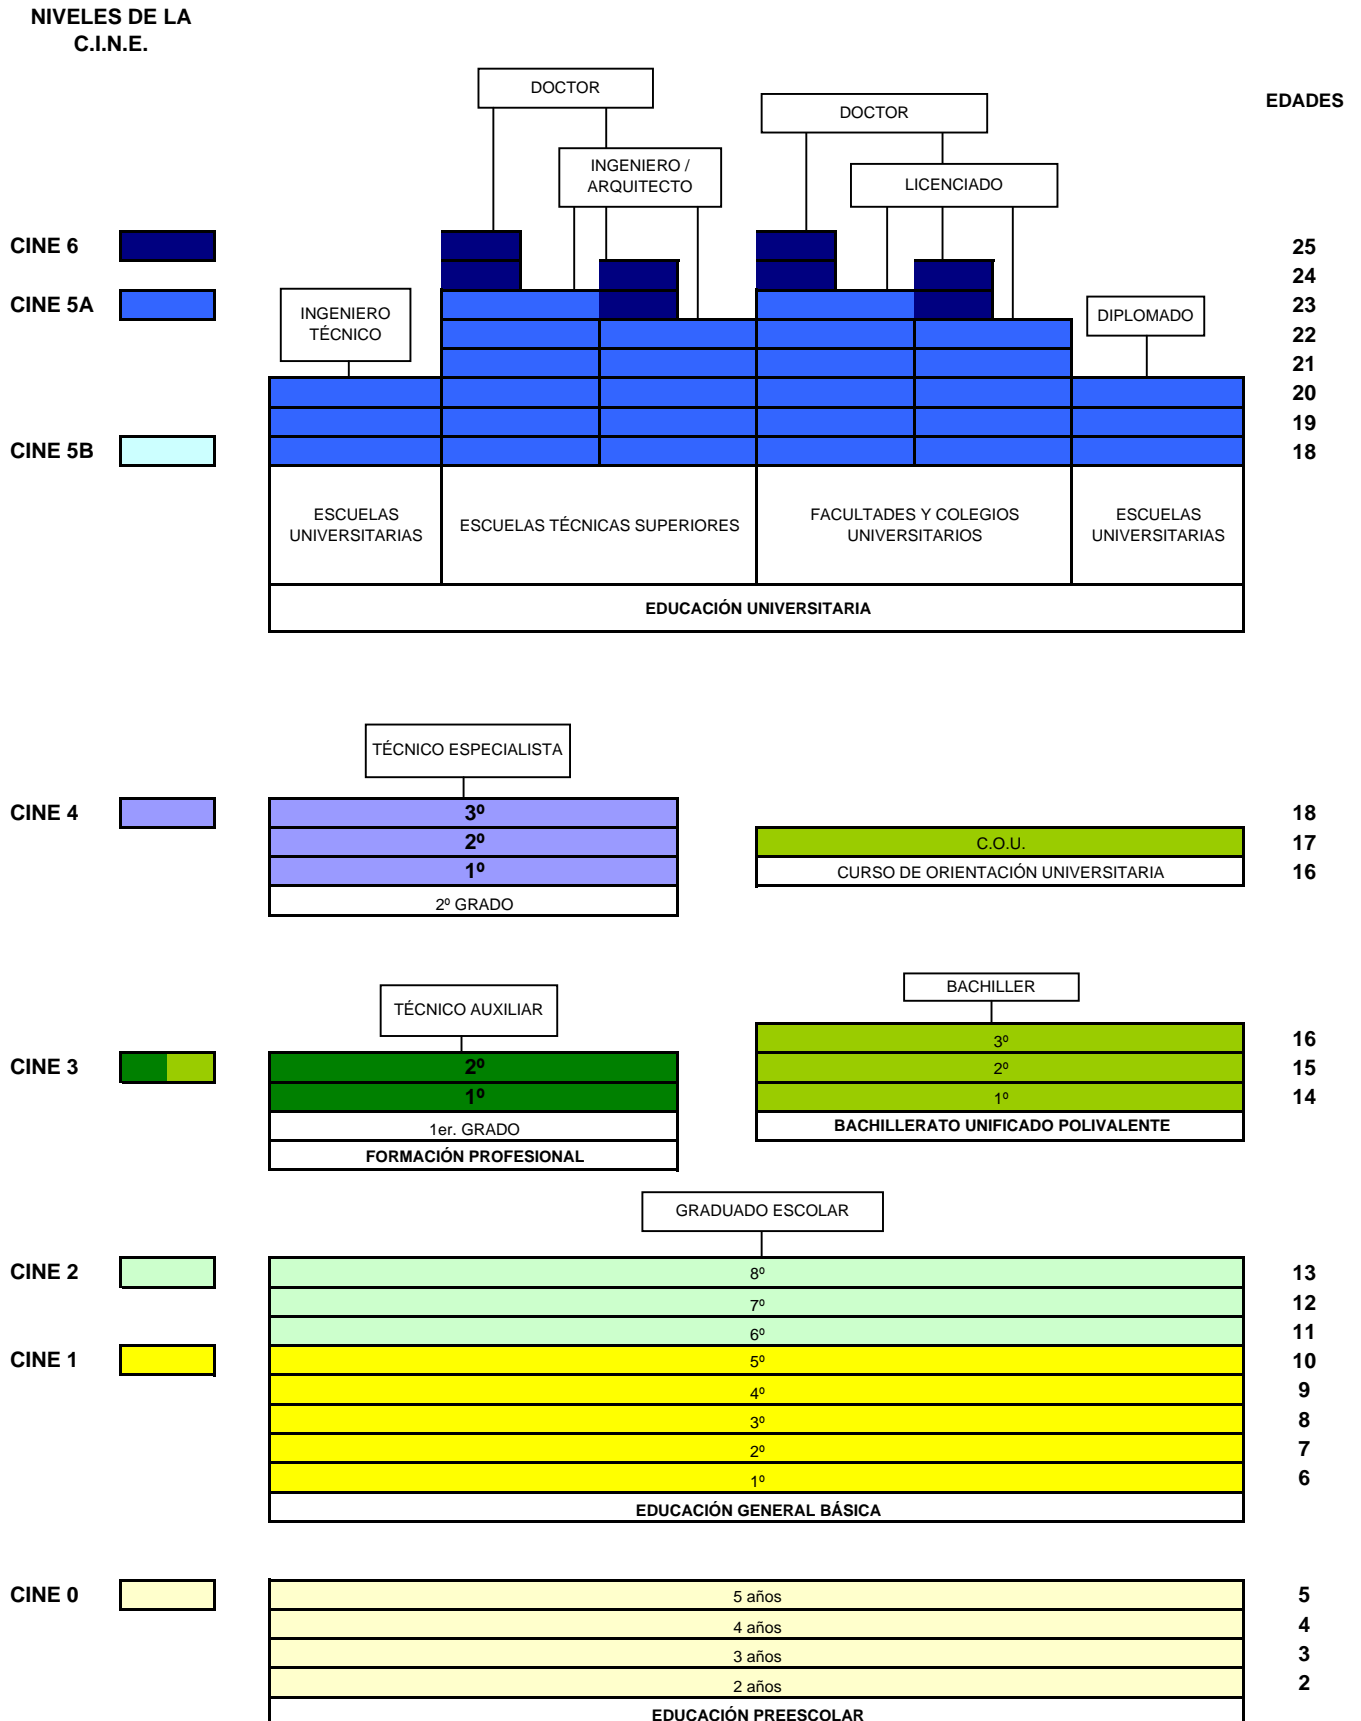 NIVELES DE LA
C.I.N.E.
EDADES
DOCTOR
DOCTOR
INGENIERO /
ARQUITECTO
LICENCIADO
CINE 6
25
24
CINE 5A
23
INGENIERO
TÉCNICO
DIPLOMADO
22
21
20
19
CINE 5B
18
ESCUELAS
UNIVERSITARIAS
ESCUELAS TÉCNICAS SUPERIORES
FACULTADES Y COLEGIOS
UNIVERSITARIOS
ESCUELAS
UNIVERSITARIAS
EDUCACIÓN UNIVERSITARIA
TÉCNICO ESPECIALISTA
CINE 4
3º
18
2º
C.O.U.
17
1º
CURSO DE ORIENTACIÓN UNIVERSITARIA
16
2º GRADO
BACHILLER
TÉCNICO AUXILIAR
3º
16
CINE 3
2º
2º
15
1º
1º
14
1er. GRADO
BACHILLERATO UNIFICADO POLIVALENTE
FORMACIÓN PROFESIONAL
GRADUADO ESCOLAR
CINE 2
8º
13
7º
12
6º
11
CINE 1
5º
10
4º
9
3º
8
2º
7
1º
6
EDUCACIÓN GENERAL BÁSICA
CINE 0
5 años
5
4 años
4
3 años
3
2 años
2
EDUCACIÓN PREESCOLAR